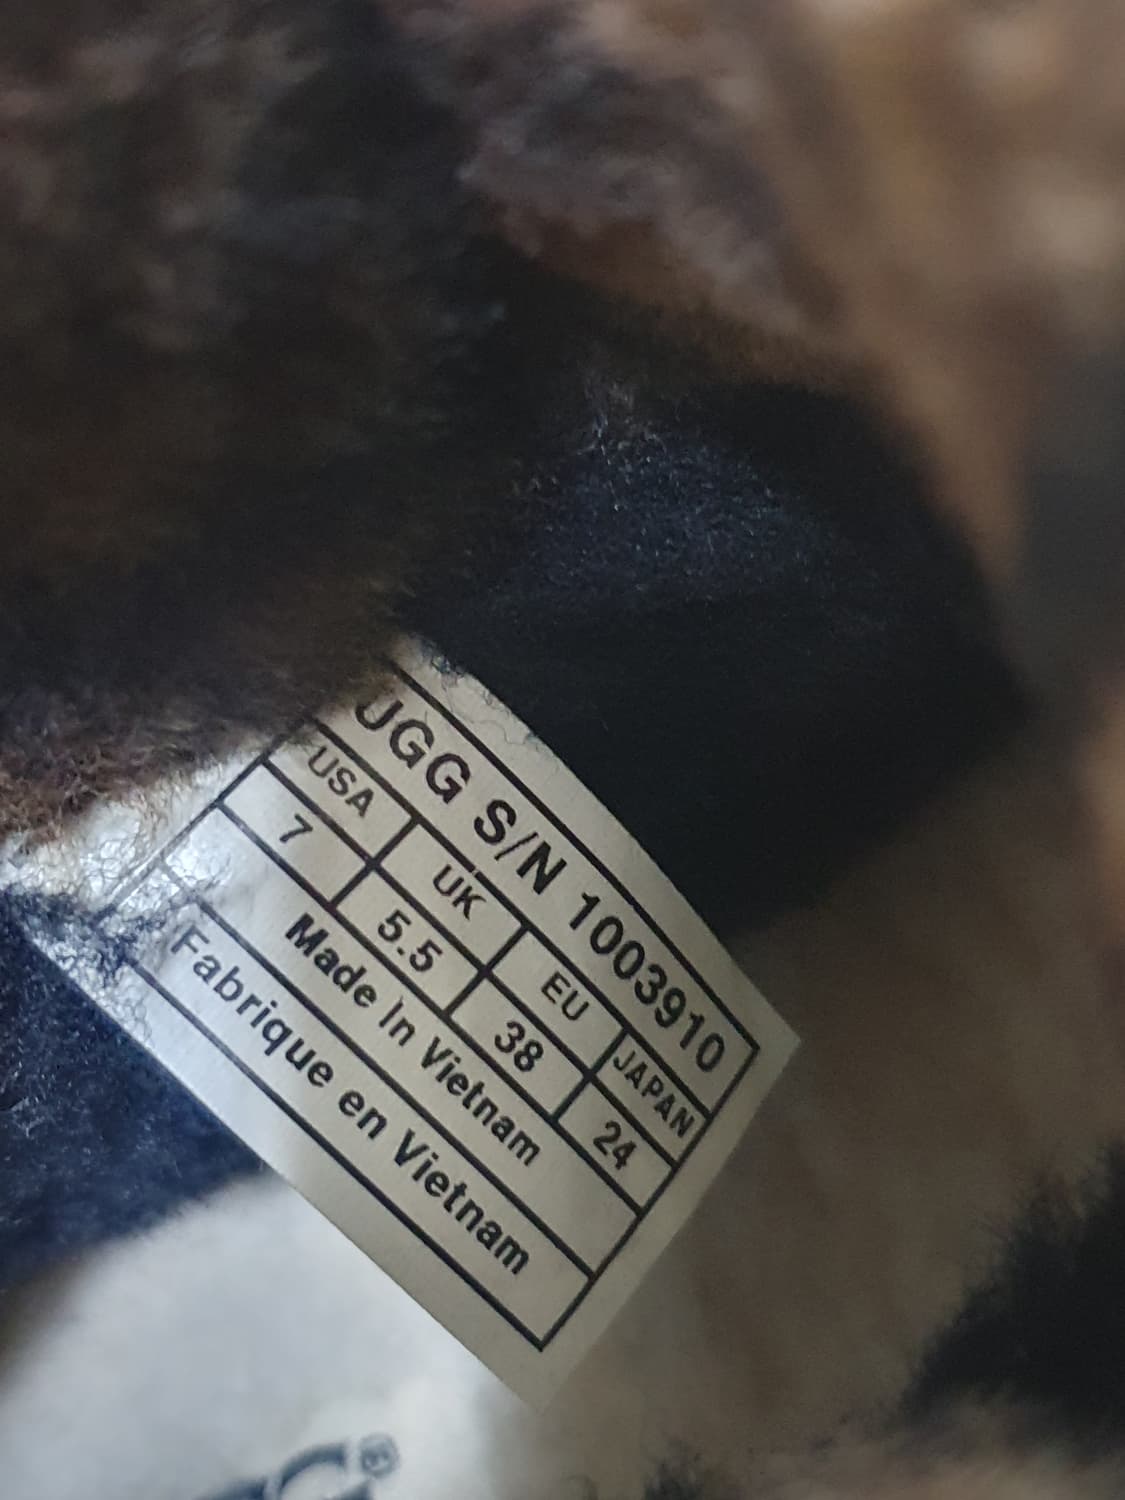 UGG S/N 1003910
USA UK EU JAPAN
7 5.5 38 24
Made In Vietnam
Fabrique en Vietnam
G®